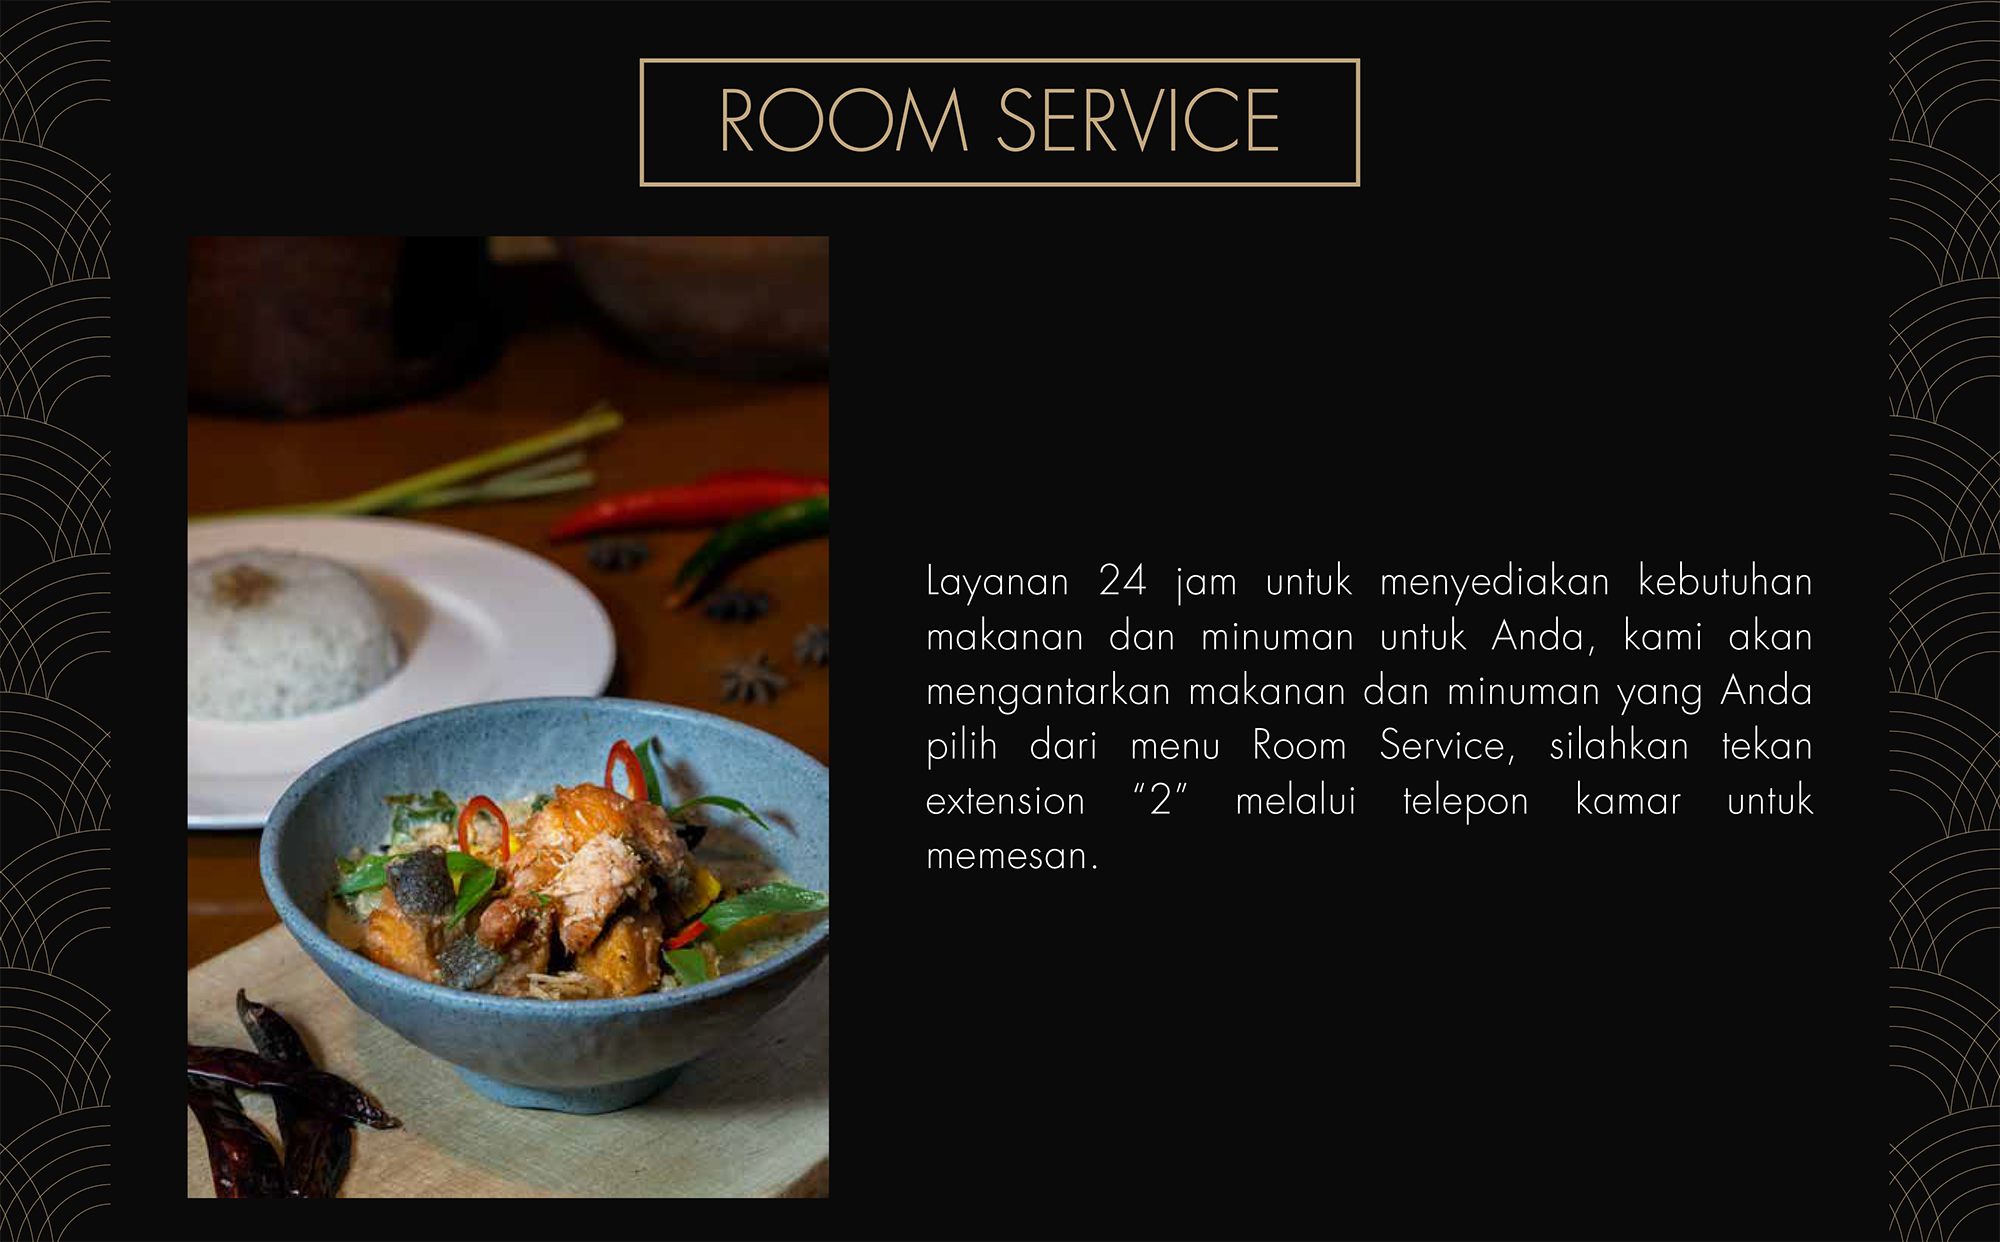 ROOM SERVICE
Layanan 24 jam untuk menyediakan kebutuhan
makanan dan minuman untuk Anda, kami akan
mengantarkan makanan dan minuman yang Anda
pilih dari menu Room Service, silahkan tekan
extension “2” melalui telepon kamar untuk
memesan.